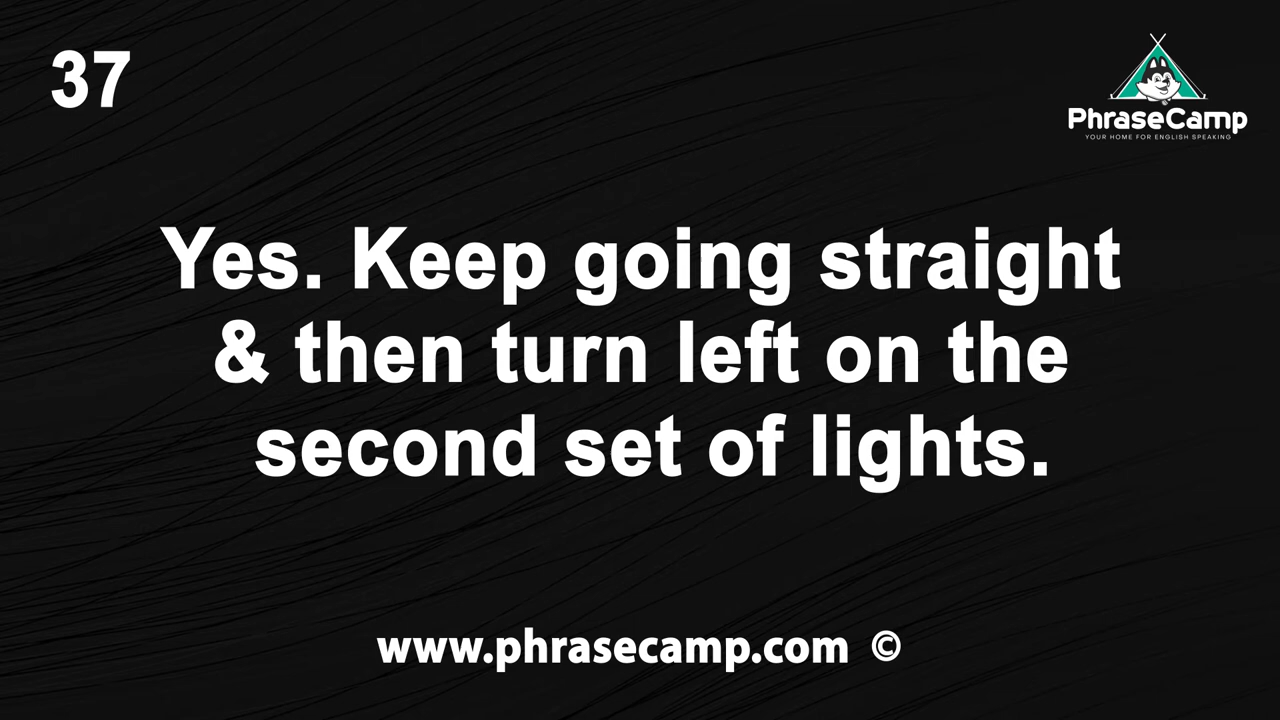 37
PhraseCamp
YOUR HOME FOR ENGLISH SPEAKING
Yes. Keep going straight
& then turn left on the
second set of lights.
www.phrasecamp.com ©